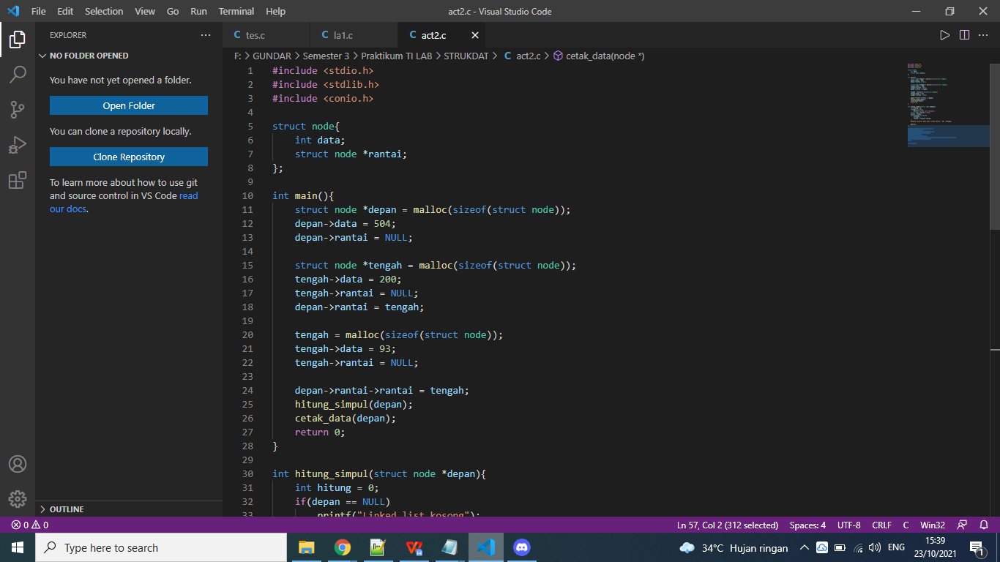 File Edit Selection View Go Run Terminal Help
act2.c - Visual Studio Code
EXPLORER
NO FOLDER OPENED
You have not yet opened a folder.
Open Folder
You can clone a repository locally.
Clone Repository
To learn more about how to use git
and source control in VS Code read
our docs.
OUTLINE
C tes.c
C la1.c
C act2.c
F: > GUNDAR > Semester 3 > Praktikum TI LAB > STRUKDAT > C act2.c > cetak_data(node *)
1 #include <stdio.h>
2 #include <stdlib.h>
3 #include <conio.h>
4
5 struct node{
6 int data;
7 struct node *rantai;
8 };
9
10 int main(){
11 struct node *depan = malloc(sizeof(struct node));
12 depan->data = 504;
13 depan->rantai = NULL;
14
15 struct node *tengah = malloc(sizeof(struct node));
16 tengah->data = 200;
17 tengah->rantai = NULL;
18 depan->rantai = tengah;
19
20 tengah = malloc(sizeof(struct node));
21 tengah->data = 93;
22 tengah->rantai = NULL;
23
24 depan->rantai->rantai = tengah;
25 hitung_simpul(depan);
26 cetak_data(depan);
27 return 0;
28 }
29
30 int hitung_simpul(struct node *depan){
31 int hitung = 0;
32 if(depan == NULL)
33 printf("Linked list kosong");
0 0
Ln 57, Col 2 (312 selected) Spaces: 4 UTF-8 CRLF C Win32
Type here to search
34°C Hujan ringan
ENG
15:39
23/10/2021
1